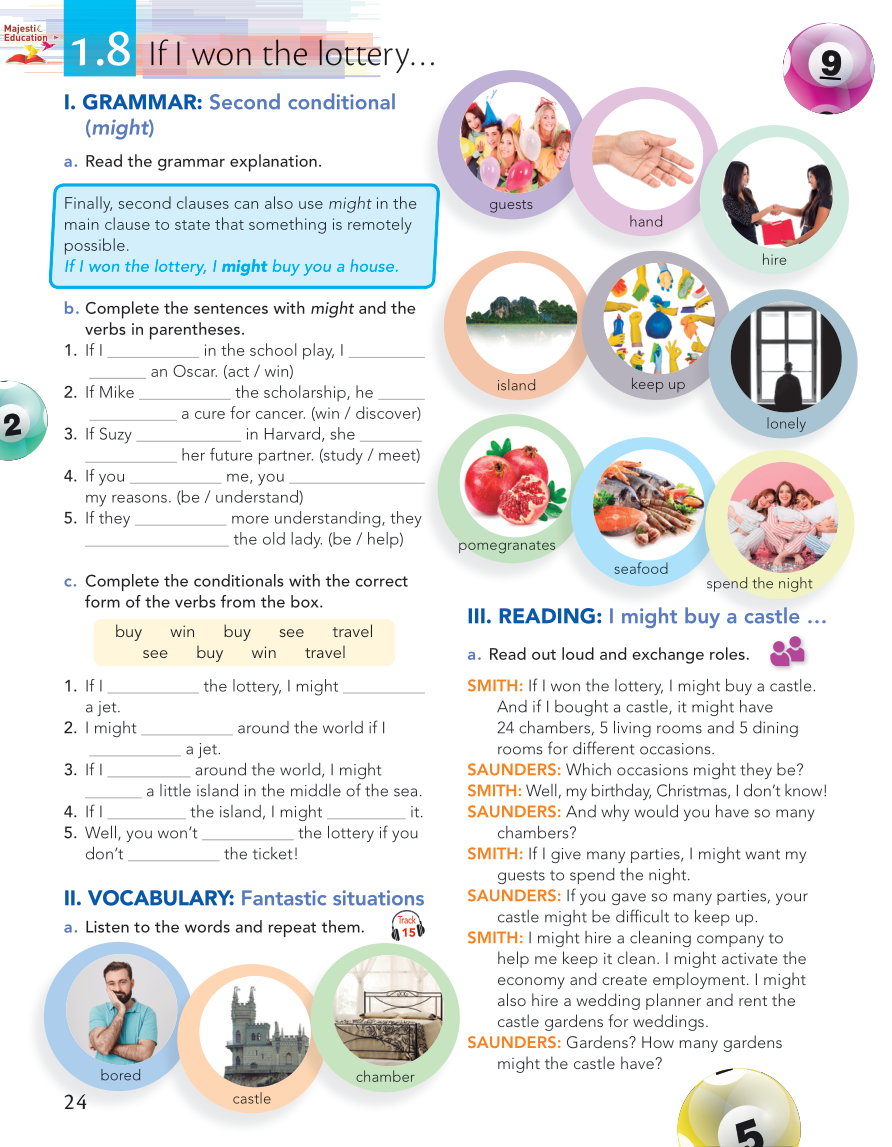 Majestic
Education
1.8 If I won the lottery…
9
I. GRAMMAR: Second conditional
(might)
a. Read the grammar explanation.
Finally, second clauses can also use might in the
main clause to state that something is remotely
possible.
If I won the lottery, I might buy you a house.
b. Complete the sentences with might and the
verbs in parentheses.
1. If I ___________ in the school play, I _________
_______ an Oscar. (act / win)
2. If Mike ___________ the scholarship, he ______
___________ a cure for cancer. (win / discover)
2
3. If Suzy _____________ in Harvard, she ________
___________ her future partner. (study / meet)
4. If you ___________ me, you _________________
my reasons. (be / understand)
5. If they ___________ more understanding, they
__________________ the old lady. (be / help)
c. Complete the conditionals with the correct
form of the verbs from the box.
buy win buy see travel
see buy win travel
1. If I ___________ the lottery, I might __________
a jet.
2. I might ___________ around the world if I
___________ a jet.
3. If I __________ around the world, I might
_______ a little island in the middle of the sea.
4. If I __________ the island, I might __________ it.
5. Well, you won’t ___________ the lottery if you
don’t ___________ the ticket!
II. VOCABULARY: Fantastic situations
a. Listen to the words and repeat them.
Track
15
bored
castle
chamber
guests
hand
hire
island
keep up
lonely
pomegranates
seafood
spend the night
III. READING: I might buy a castle …
a. Read out loud and exchange roles.
SMITH: If I won the lottery, I might buy a castle.
And if I bought a castle, it might have
24 chambers, 5 living rooms and 5 dining
rooms for different occasions.
SAUNDERS: Which occasions might they be?
SMITH: Well, my birthday, Christmas, I don’t know!
SAUNDERS: And why would you have so many
chambers?
SMITH: If I give many parties, I might want my
guests to spend the night.
SAUNDERS: If you gave so many parties, your
castle might be difficult to keep up.
SMITH: I might hire a cleaning company to
help me keep it clean. I might activate the
economy and create employment. I might
also hire a wedding planner and rent the
castle gardens for weddings.
SAUNDERS: Gardens? How many gardens
might the castle have?
24
5